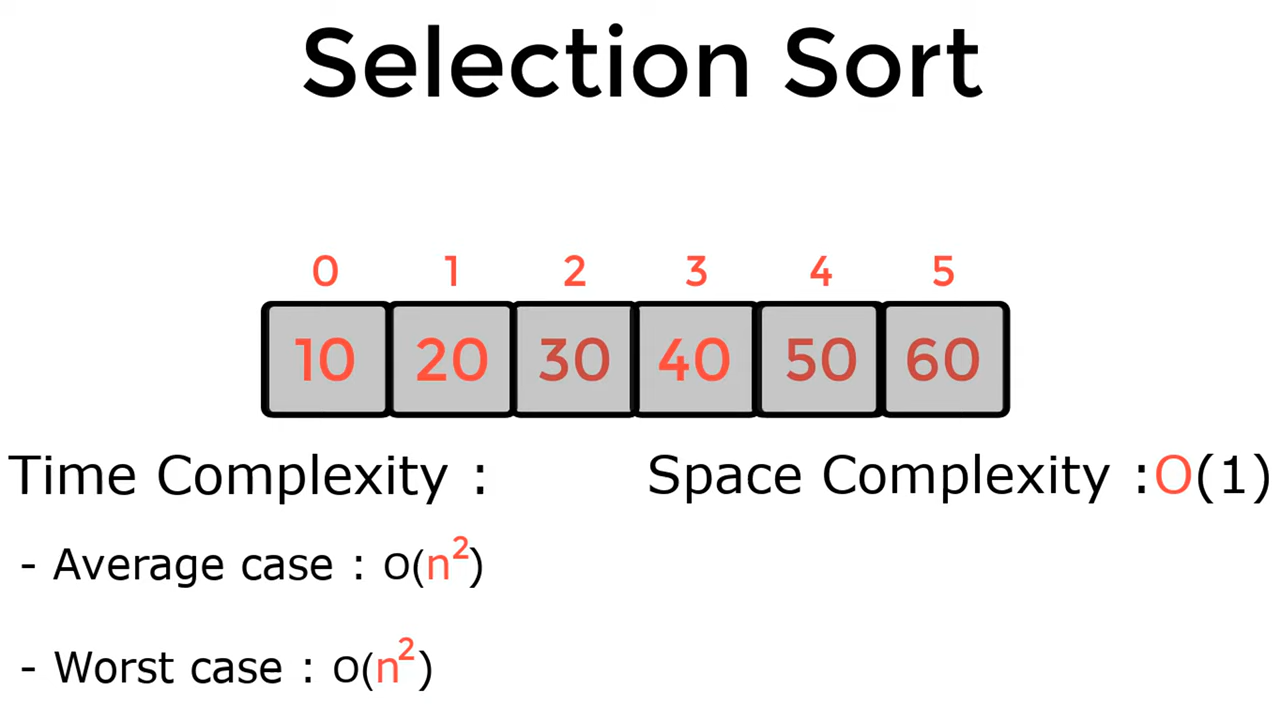 Selection Sort
0 1 2 3 4 5
10 20 30 40 50 60
Time Complexity : Space Complexity :O(1)
- Average case : O(n²)
- Worst case : O(n²)